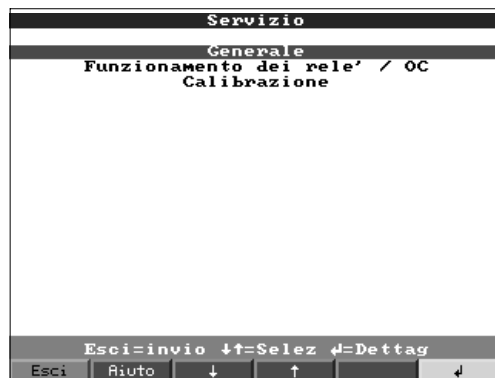 Servizio
Generale
Funzionamento dei rele' / OC
Calibrazione
Esci=invio ↓↑=Selez ↲=Dettag
Esci Aiuto ↓ ↑ ↲